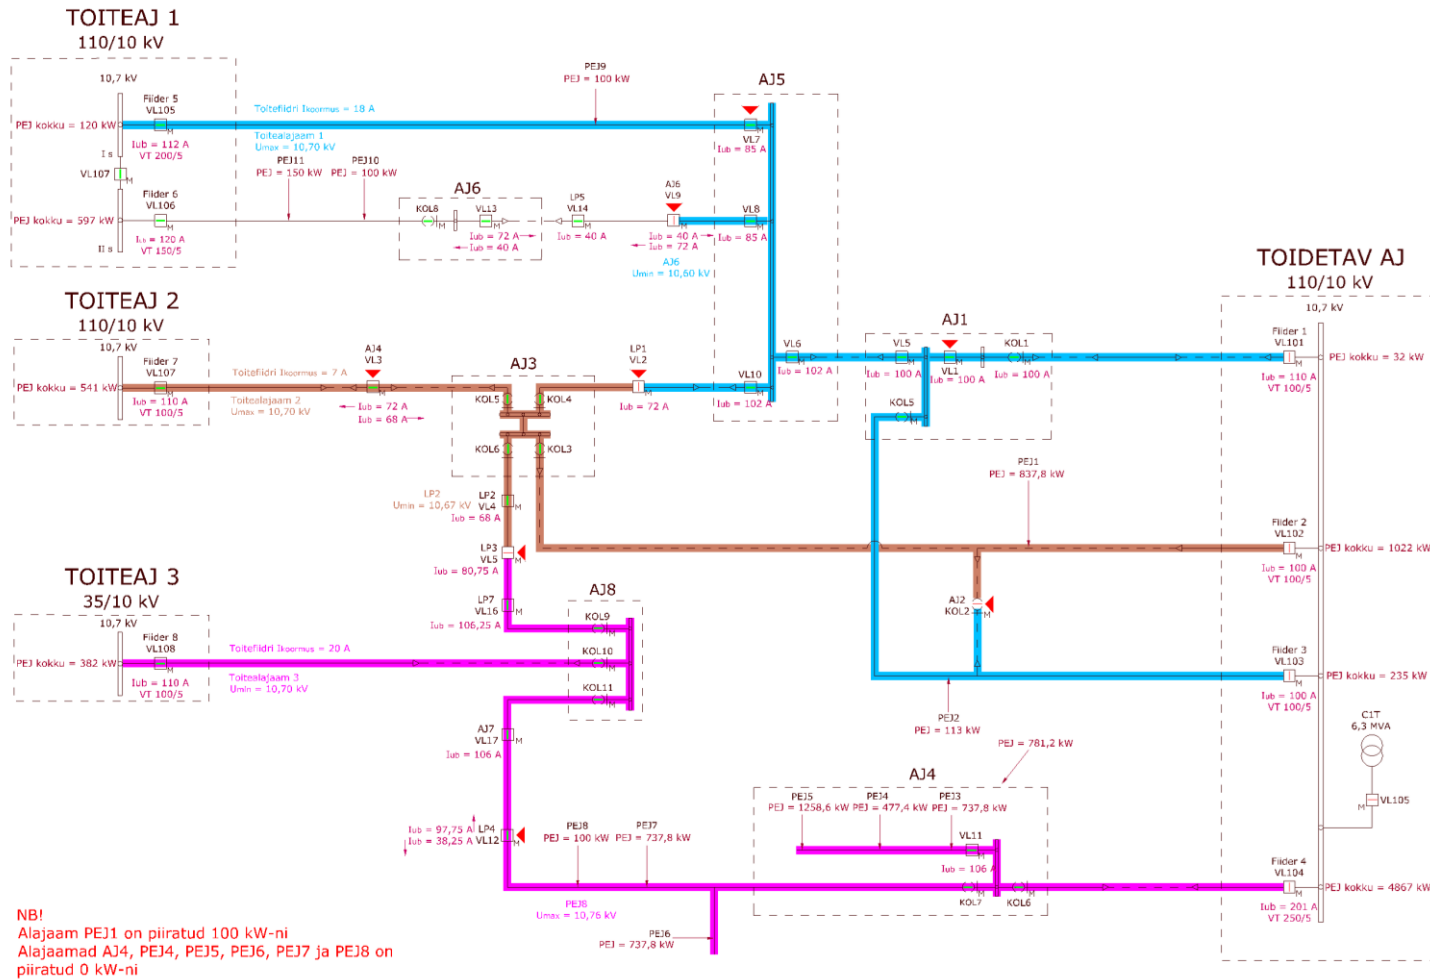 TOITEAJ 1
110/10 kV
10,7 kV
Fiider 5
VL105
M
PEJ kokku = 120 kW
Iub = 112 A
VT 200/5
I s
VL107
M
Fiider 6
VL106
M
PEJ kokku = 597 kW
Iub = 120 A
VT 150/5
II s
Toitefiidri Ikoormus = 18 A
Toitealajaam 1
Umax = 10,70 kV
PEJ9
PEJ = 100 kW
PEJ11
PEJ = 150 kW
PEJ10
PEJ = 100 kW
AJ6
KOL8
M
VL13
M
Iub = 72 A
Iub = 40 A
LP5
VL14
M
Iub = 40 A
AJ6
VL9
M
Iub = 40 A
Iub = 72 A
AJ6
Umin = 10,60 kV
AJ5
VL7
M
Iub = 85 A
VL8
M
Iub = 85 A
VL6
M
Iub = 102 A
VL10
M
Iub = 102 A
TOITEAJ 2
110/10 kV
10,7 kV
Fiider 7
VL107
M
PEJ kokku = 541 kW
Iub = 110 A
VT 100/5
Toitefiidri Ikoormus = 7 A
Toitealajaam 2
Umax = 10,70 kV
AJ4
VL3
M
Iub = 72 A
Iub = 68 A
AJ3
KOL5
M
KOL4
M
KOL6
M
KOL3
M
LP1
VL2
M
Iub = 72 A
LP2
Umin = 10,67 kV
LP2
VL4
M
Iub = 68 A
LP3
VL5
M
Iub = 80,75 A
LP7
VL16
M
Iub = 106,25 A
AJ1
VL5
M
Iub = 100 A
VL1
M
Iub = 100 A
KOL1
M
Iub = 100 A
KOL5
M
PEJ1
PEJ = 837,8 kW
AJ2
KOL2
M
PEJ2
PEJ = 113 kW
TOIDETAV AJ
110/10 kV
10,7 kV
Fiider 1
VL101
M
PEJ kokku = 32 kW
Iub = 110 A
VT 100/5
Fiider 2
VL102
M
PEJ kokku = 1022 kW
Iub = 100 A
VT 100/5
Fiider 3
VL103
M
PEJ kokku = 235 kW
Iub = 100 A
VT 100/5
C1T
6,3 MVA
M
VL105
Fiider 4
VL104
M
PEJ kokku = 4867 kW
Iub = 201 A
VT 250/5
TOITEAJ 3
35/10 kV
10,7 kV
Fiider 8
VL108
M
PEJ kokku = 382 kW
Iub = 110 A
VT 100/5
Toitefiidri Ikoormus = 20 A
Toitealajaam 3
Umin = 10,70 kV
AJ8
KOL9
M
KOL10
M
KOL11
M
AJ7
VL17
M
Iub = 106 A
Iub = 97,75 A
Iub = 38,25 A
LP4
VL12
M
PEJ8
PEJ = 100 kW
PEJ7
PEJ = 737,8 kW
PEJ8
Umax = 10,76 kV
PEJ6
PEJ = 737,8 kW
AJ4
PEJ = 781,2 kW
PEJ5
PEJ = 1258,6 kW
PEJ4
PEJ = 477,4 kW
PEJ3
PEJ = 737,8 kW
VL11
M
Iub = 106 A
KOL7
M
KOL6
M
NB!
Alajaam PEJ1 on piiratud 100 kW-ni
Alajaamad AJ4, PEJ4, PEJ5, PEJ6, PEJ7 ja PEJ8 on
piiratud 0 kW-ni